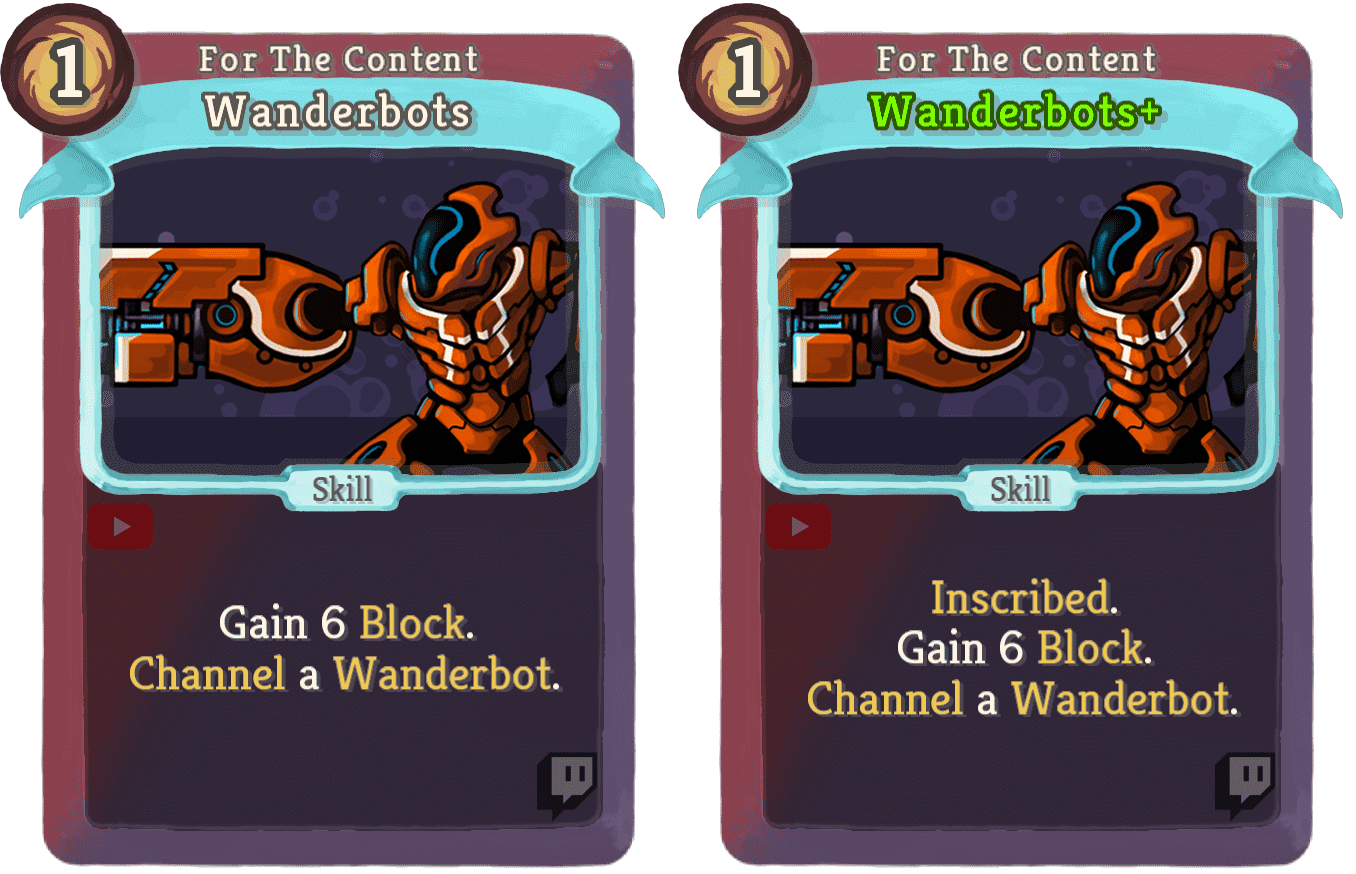 1
For The Content
Wanderbots
Skill
Gain 6 Block.
Channel a Wanderbot.
1
For The Content
Wanderbots+
Skill
Inscribed.
Gain 6 Block.
Channel a Wanderbot.